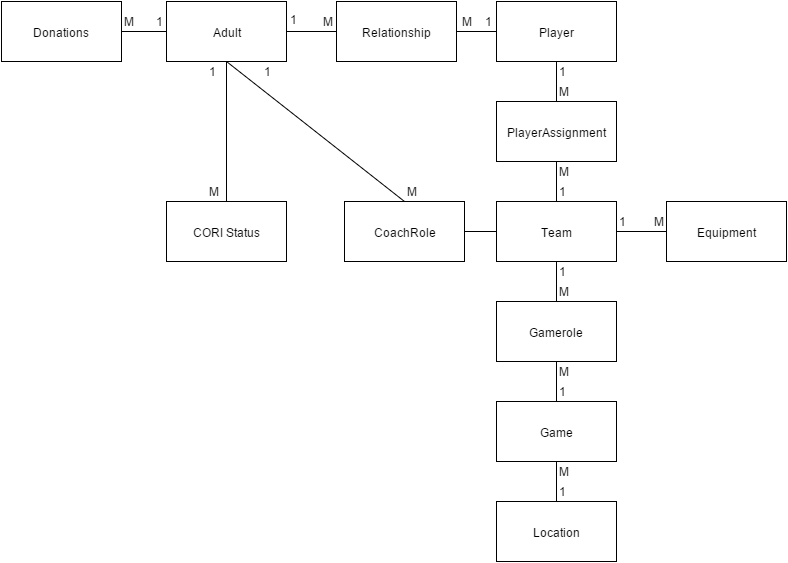 Donations M 1 Adult 1 M Relationship M 1 Player
1 1 1
M
PlayerAssignment
M
M M 1
CORI Status CoachRole Team 1 M Equipment
1
M
Gamerole
M
1
Game
M
1
Location